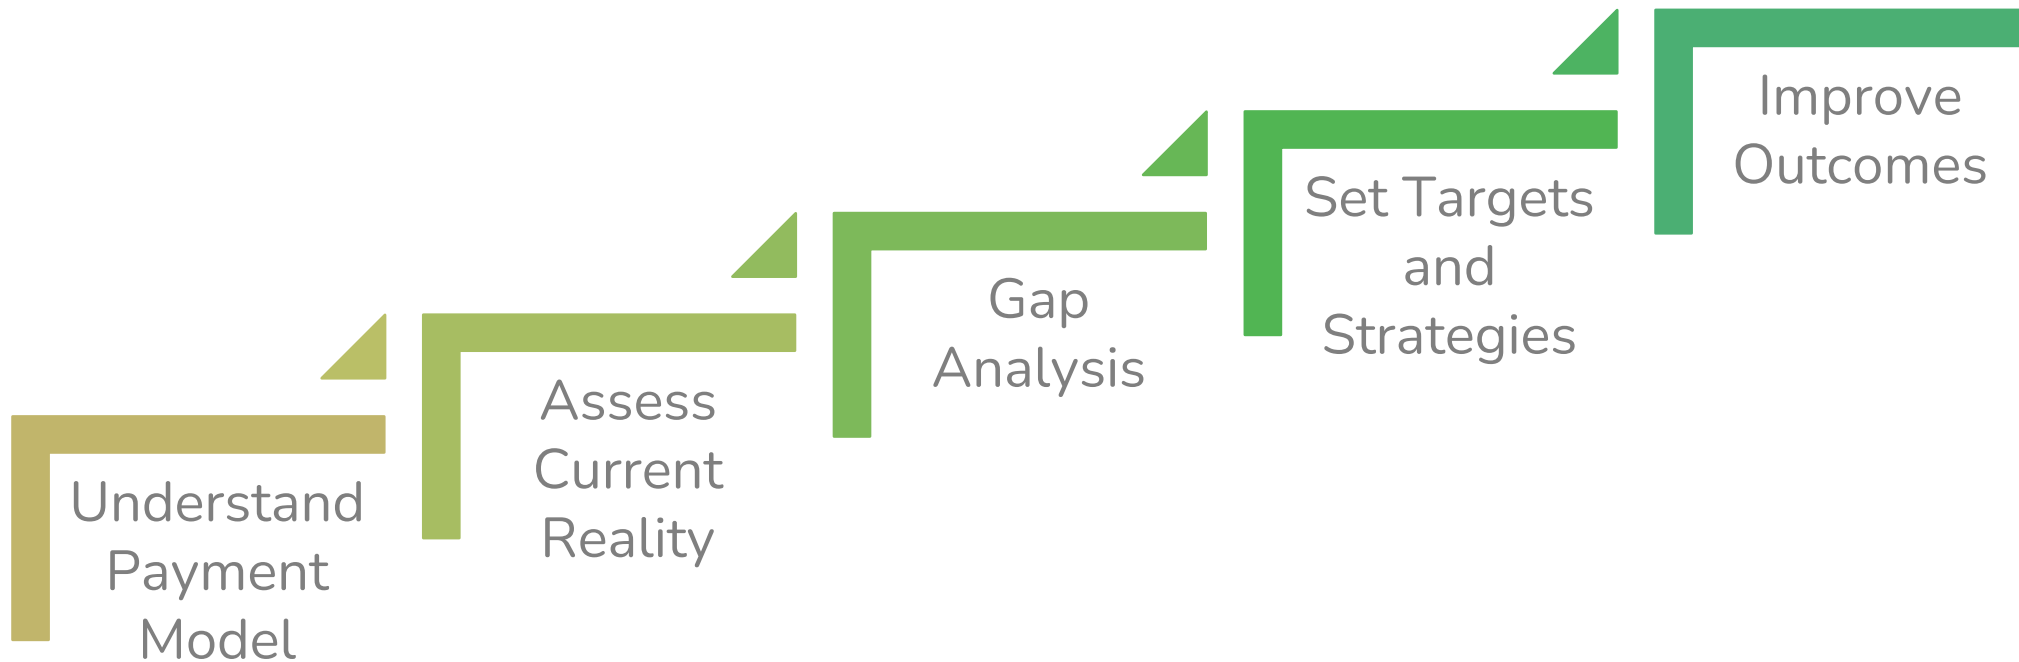 Understand
Payment
Model
Assess
Current
Reality
Gap
Analysis
Set Targets
and
Strategies
Improve
Outcomes